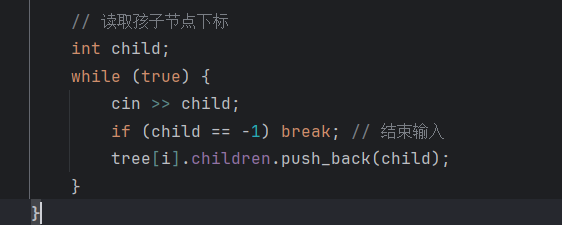 // 读取孩子节点下标
int child;
while (true) {
cin >> child;
if (child == -1) break; // 结束输入
tree[i].children.push_back(child);
}
}